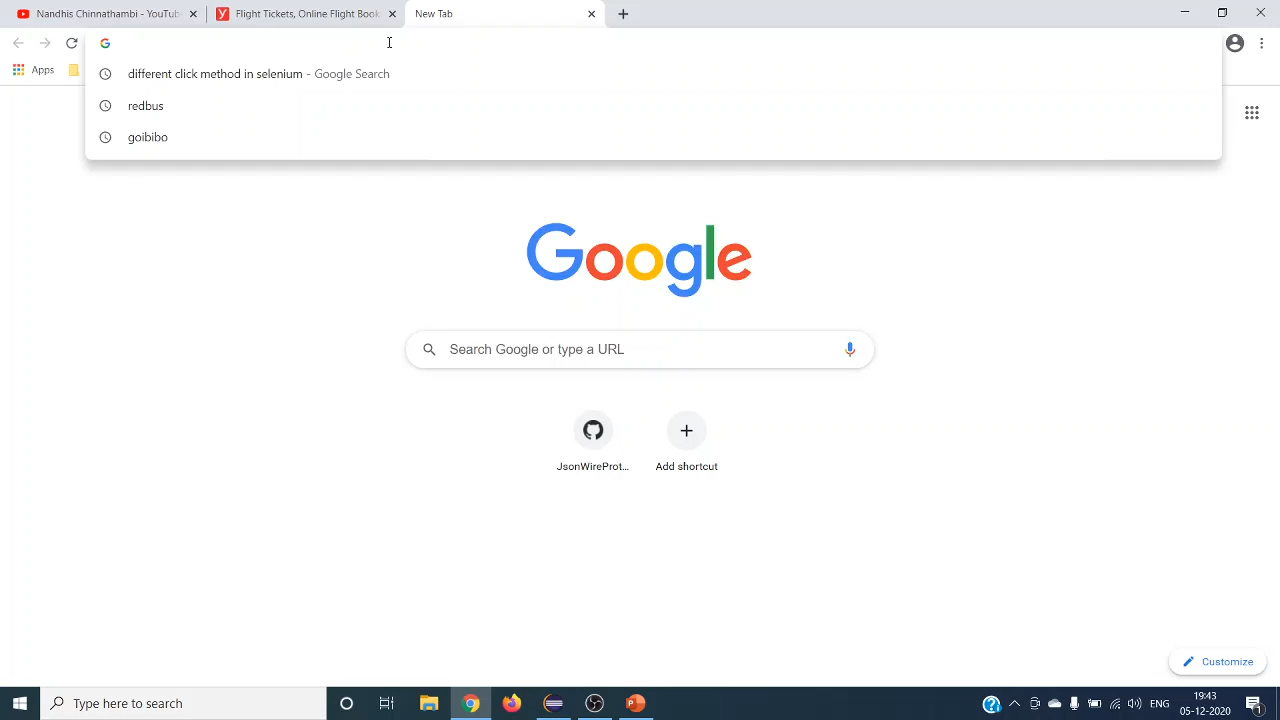 Nandhis Chinnathambi - YouTub
Flight Tickets, Online Flight Book
New Tab
different click method in selenium - Google Search
Apps
redbus
goibibo
Google
Search Google or type a URL
JsonWireProt...
Add shortcut
Customize
Type here to search
ENG
19:43
05-12-2020